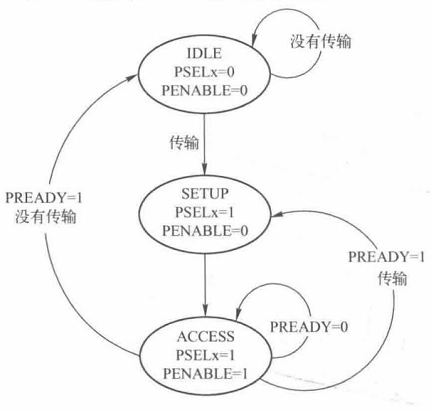 IDLE
PSELx=0
PENABLE=0
没有传输
传输
SETUP
PSELx=1
PENABLE=0
PREADY=1
没有传输
PREADY=1
传输
ACCESS
PSELx=1
PENABLE=1
PREADY=0